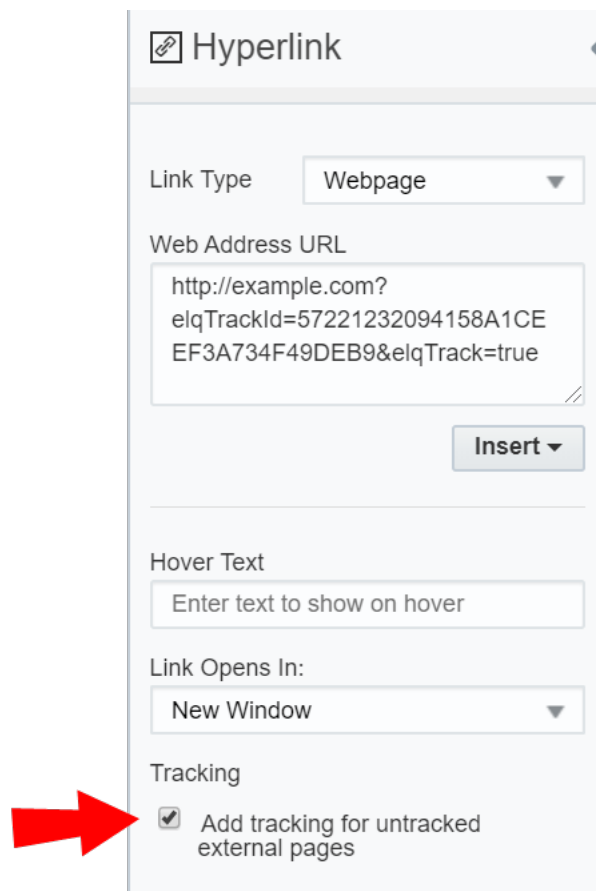 Hyperlink
Link Type
Webpage
Web Address URL
http://example.com?
elqTrackId=57221232094158A1CE
EF3A734F49DEB9&elqTrack=true
Insert
Hover Text
Enter text to show on hover
Link Opens In:
New Window
Tracking
Add tracking for untracked
external pages